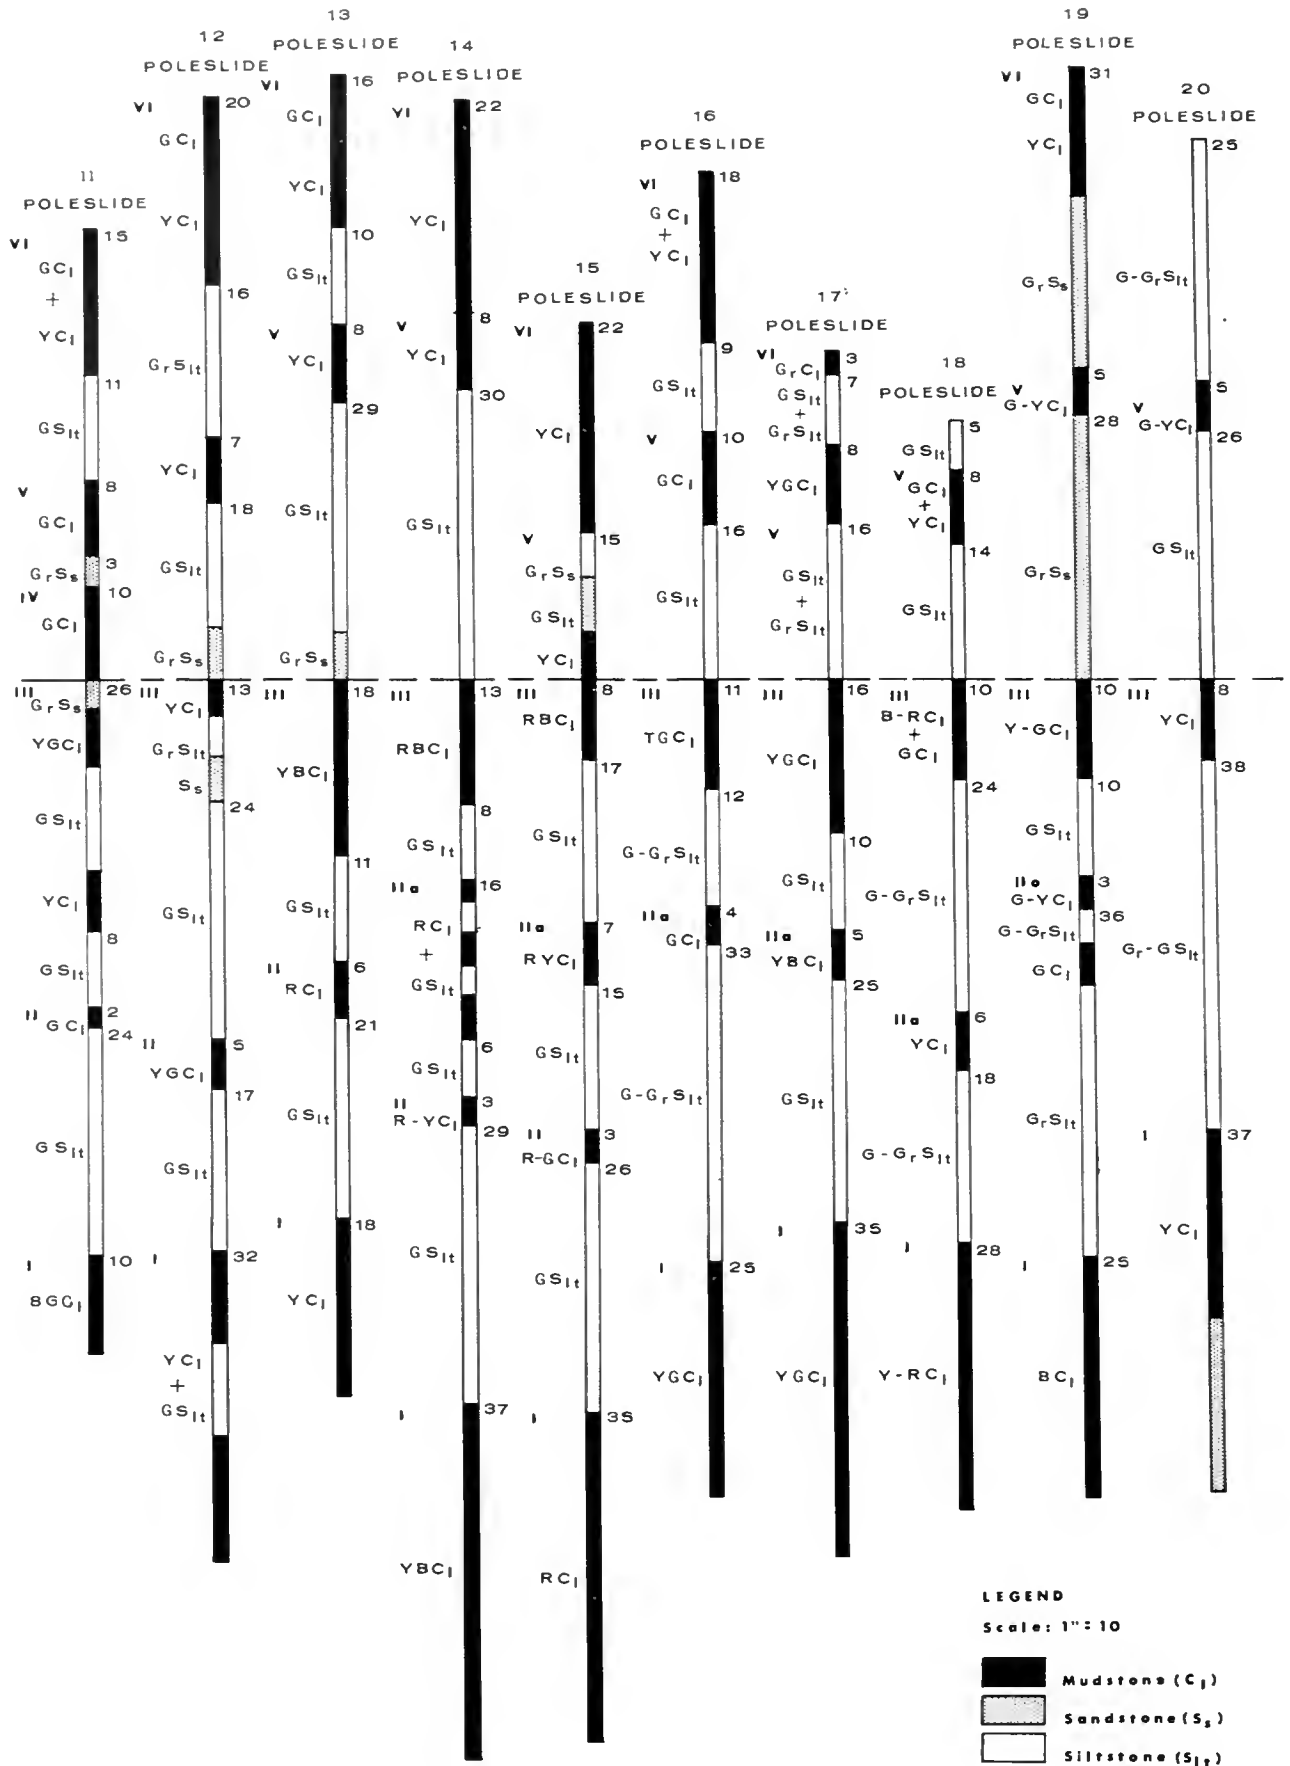 11
POLESLIDE
VI
15
GCl
+
YCl
11
GSlt
V
8
GCl
3
GrSs
IV
10
GCl
III
26
GrSs
YGCl
GSlt
YCl
8
GSlt
II
2
GCl
24
GSlt
I
10
BGCl
12
POLESLIDE
VI
20
GCl
YCl
16
GrSlt
7
YCl
18
GSlt
GrSs
III
13
YCl
GrSlt
Ss
24
GSlt
II
5
YGCl
17
GSlt
I
32
YCl
+
GSlt
13
POLESLIDE
VI
16
GCl
YCl
10
GSlt
V
8
YCl
29
GSlt
GrSs
III
18
YBCl
11
GSlt
II
6
RCl
21
GSlt
I
18
YCl
14
POLESLIDE
VI
22
YCl
V
8
YCl
30
GSlt
III
13
RBCl
8
GSlt
IIa
16
RCl
+
GSlt
6
GSlt
II
3
R-YCl
29
GSlt
I
37
YBCl
15
POLESLIDE
VI
22
YCl
V
15
GrSs
GSlt
YCl
III
8
RBCl
17
GSlt
IIa
7
RYCl
15
GSlt
II
3
R-GCl
26
GSlt
I
35
RCl
16
POLESLIDE
VI
18
GCl
+
YCl
9
GSlt
V
10
GCl
16
GSlt
III
11
TGCl
12
G-GrSlt
IIa
4
GCl
33
G-GrSlt
I
25
YGCl
17
POLESLIDE
VI
3
GrCl
7
GSlt
+
GrSlt
8
YGCl
V
16
GSlt
+
GrSlt
III
16
YGCl
10
GSlt
IIa
5
YBCl
25
GSlt
I
35
YGCl
18
POLESLIDE
5
GSlt
V
8
GCl
+
YCl
14
GSlt
III
10
B-RCl
+
GCl
24
G-GrSlt
IIa
6
YCl
18
G-GrSlt
I
28
Y-RCl
19
POLESLIDE
VI
31
GCl
YCl
GrSs
5
V
G-YCl
28
GrSs
III
10
Y-GCl
10
GSlt
IIa
3
G-YCl
36
G-GrSlt
GCl
GrSlt
I
25
BCl
20
POLESLIDE
25
G-GrSlt
5
V
G-YCl
26
GSlt
III
8
YCl
38
Gr-GSlt
I
37
YCl
LEGEND
Scale: 1"=10
Mudstone (Cl)
Sandstone (Ss)
Siltstone (Slt)